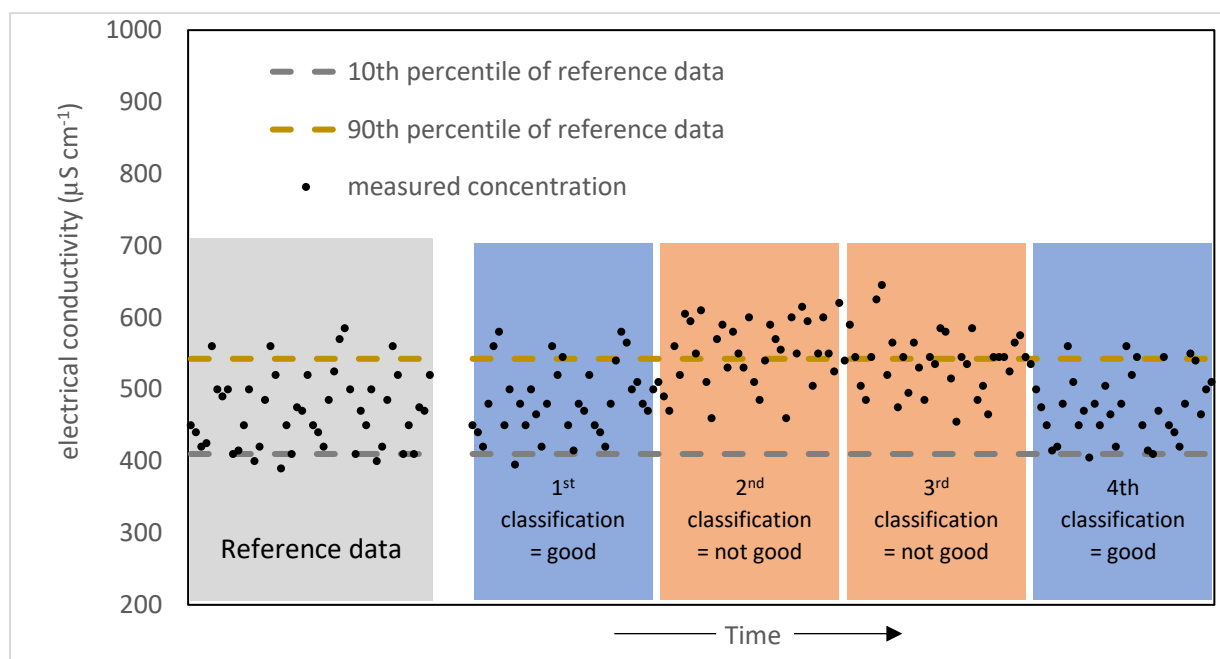 1000
900
800
700
600
500
400
300
200
electrical conductivity (µS cm⁻¹)
10th percentile of reference data
90th percentile of reference data
measured concentration
Reference data
1ˢᵗ
classification
= good
2ⁿᵈ
classification
= not good
3ʳᵈ
classification
= not good
4th
classification
= good
Time